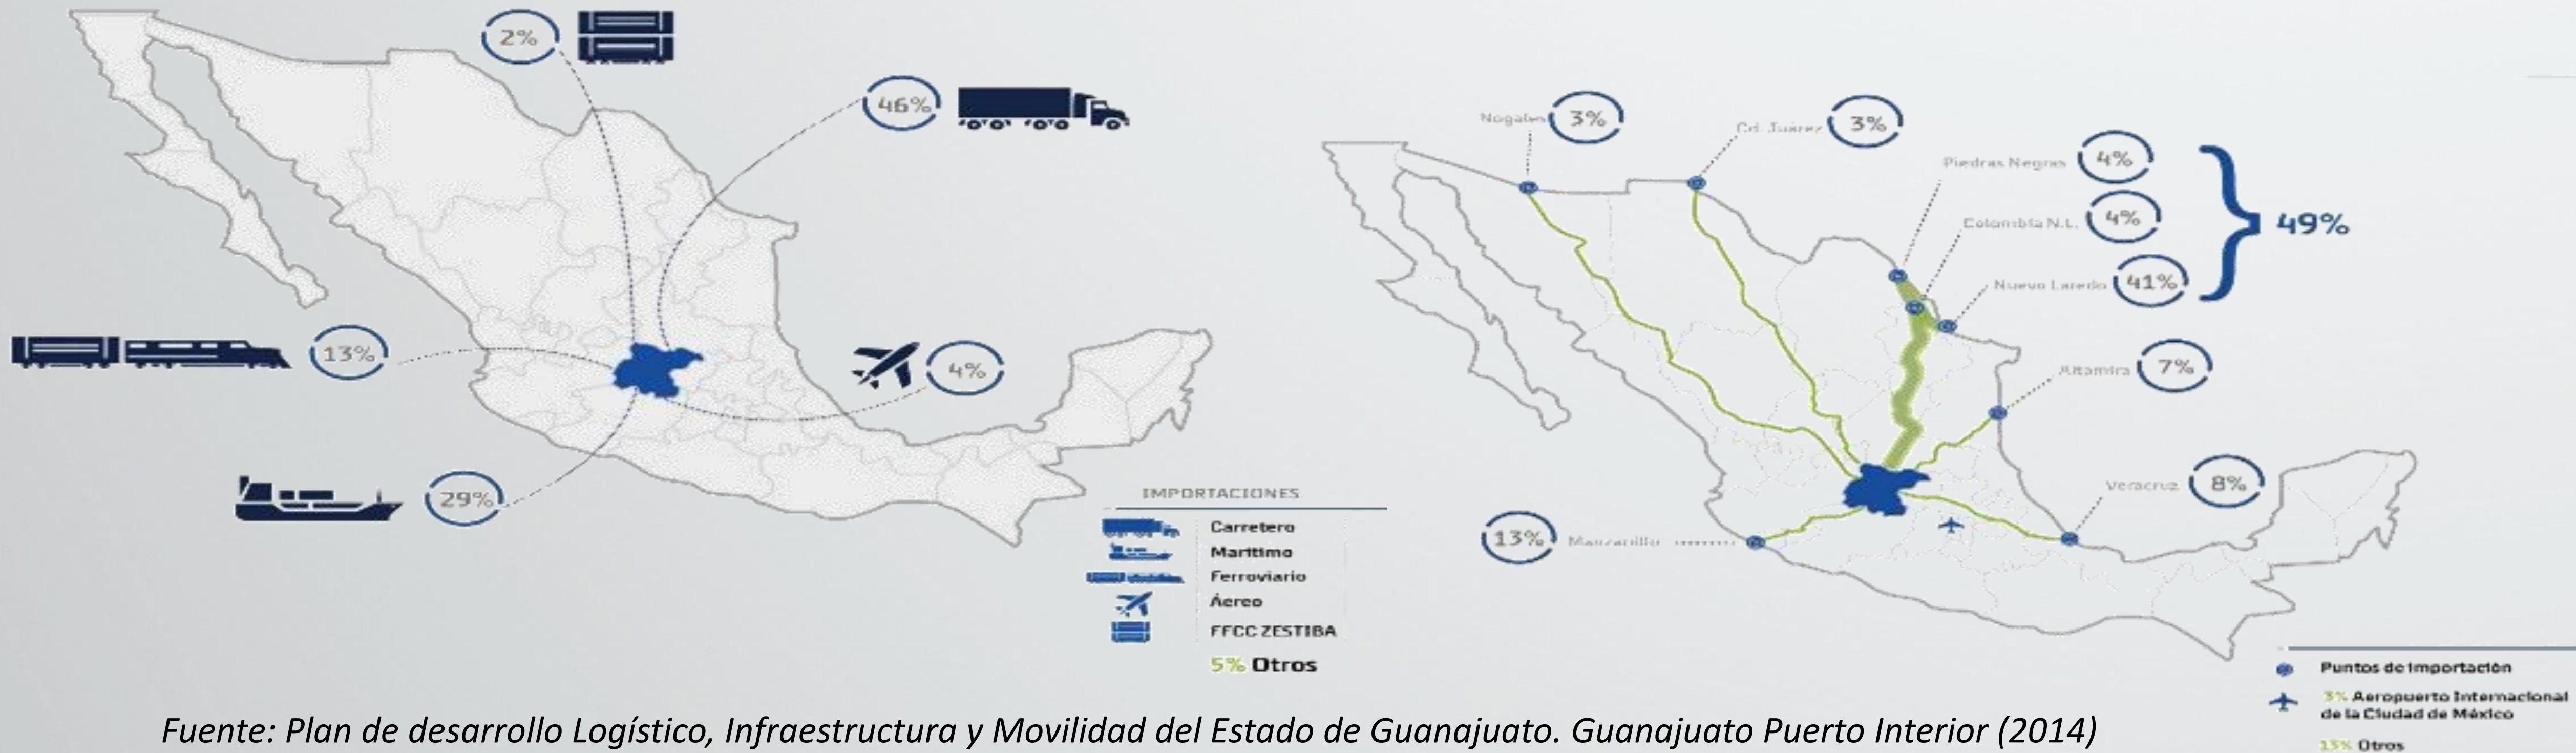 2%
46%
13%
4%
29%
IMPORTACIONES
Carretero
Marítimo
Ferroviario
Áereo
FFCC ZESTIBA
5% Otros
Nogales 3%
Cd. Juárez 3%
Piedras Negras 4%
Colombia N.L. 4%
49%
Nuevo Laredo 41%
Altamira 7%
Veracruz 8%
13% Manzanillo
Puntos de importación
3% Aeropuerto Internacional
de la Ciudad de México
13% Otros
Fuente: Plan de desarrollo Logístico, Infraestructura y Movilidad del Estado de Guanajuato. Guanajuato Puerto Interior (2014)